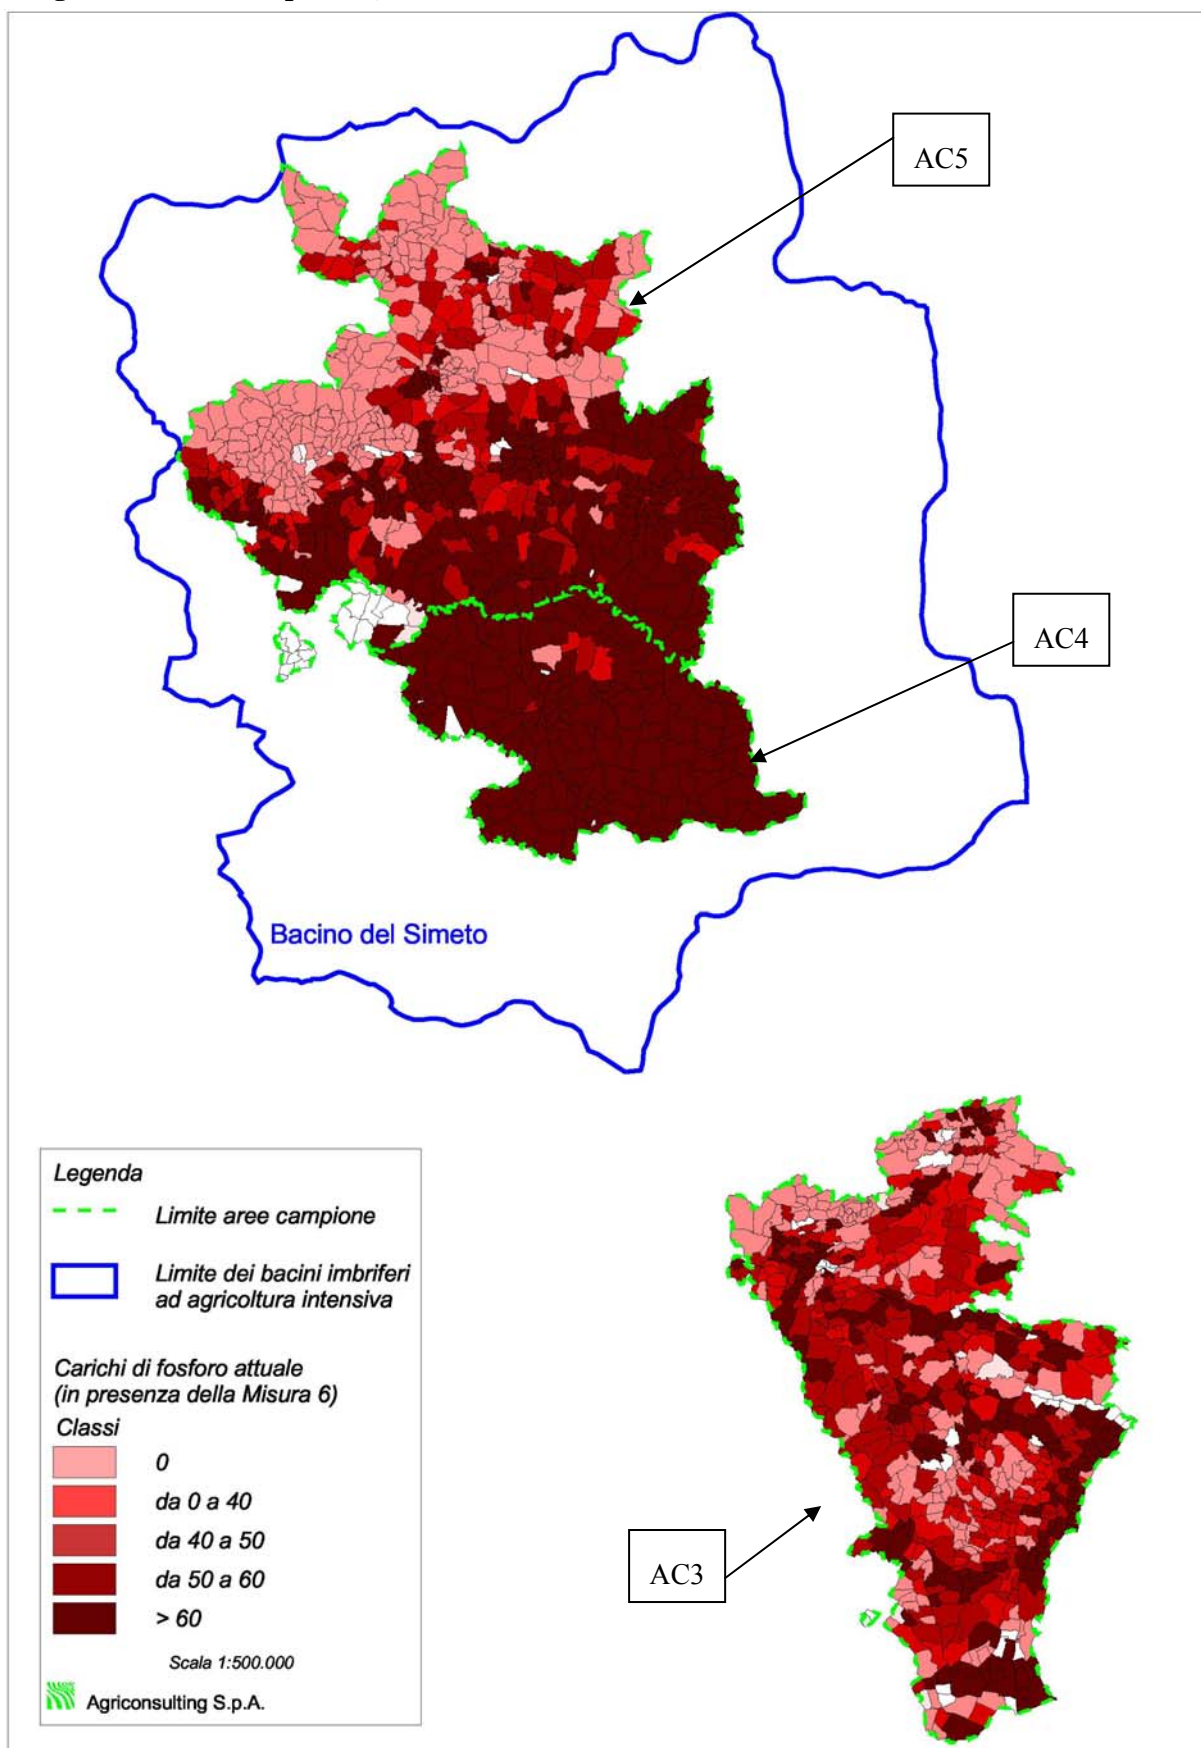 AC5
AC4
Bacino del Simeto
Legenda
Limite aree campione
Limite dei bacini imbriferi
ad agricoltura intensiva
Carichi di fosforo attuale
(in presenza della Misura 6)
Classi
0
da 0 a 40
da 40 a 50
da 50 a 60
> 60
Scala 1:500.000
Agriconsulting S.p.A.
AC3